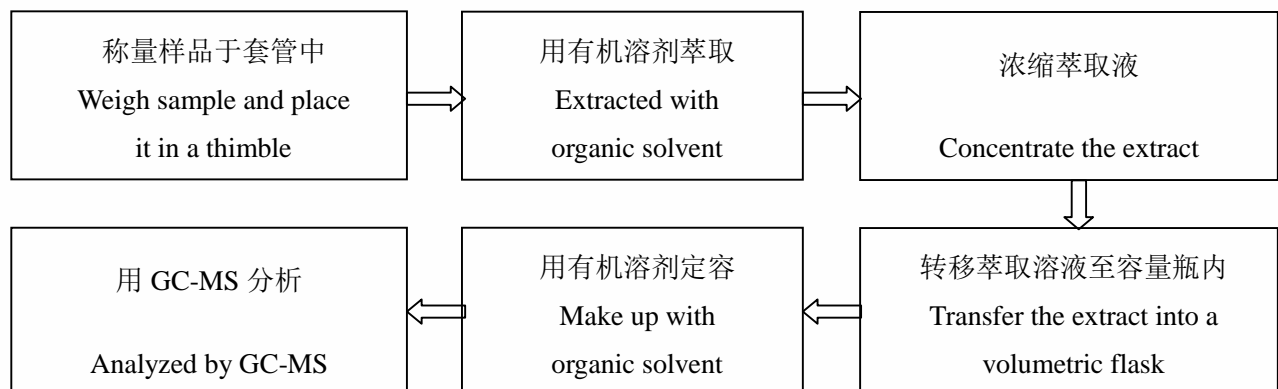 称量样品于套管中
Weigh sample and place
it in a thimble
用有机溶剂萃取
Extracted with
organic solvent
浓缩萃取液
Concentrate the extract
转移萃取溶液至容量瓶内
Transfer the extract into a
volumetric flask
用有机溶剂定容
Make up with
organic solvent
用 GC-MS 分析
Analyzed by GC-MS